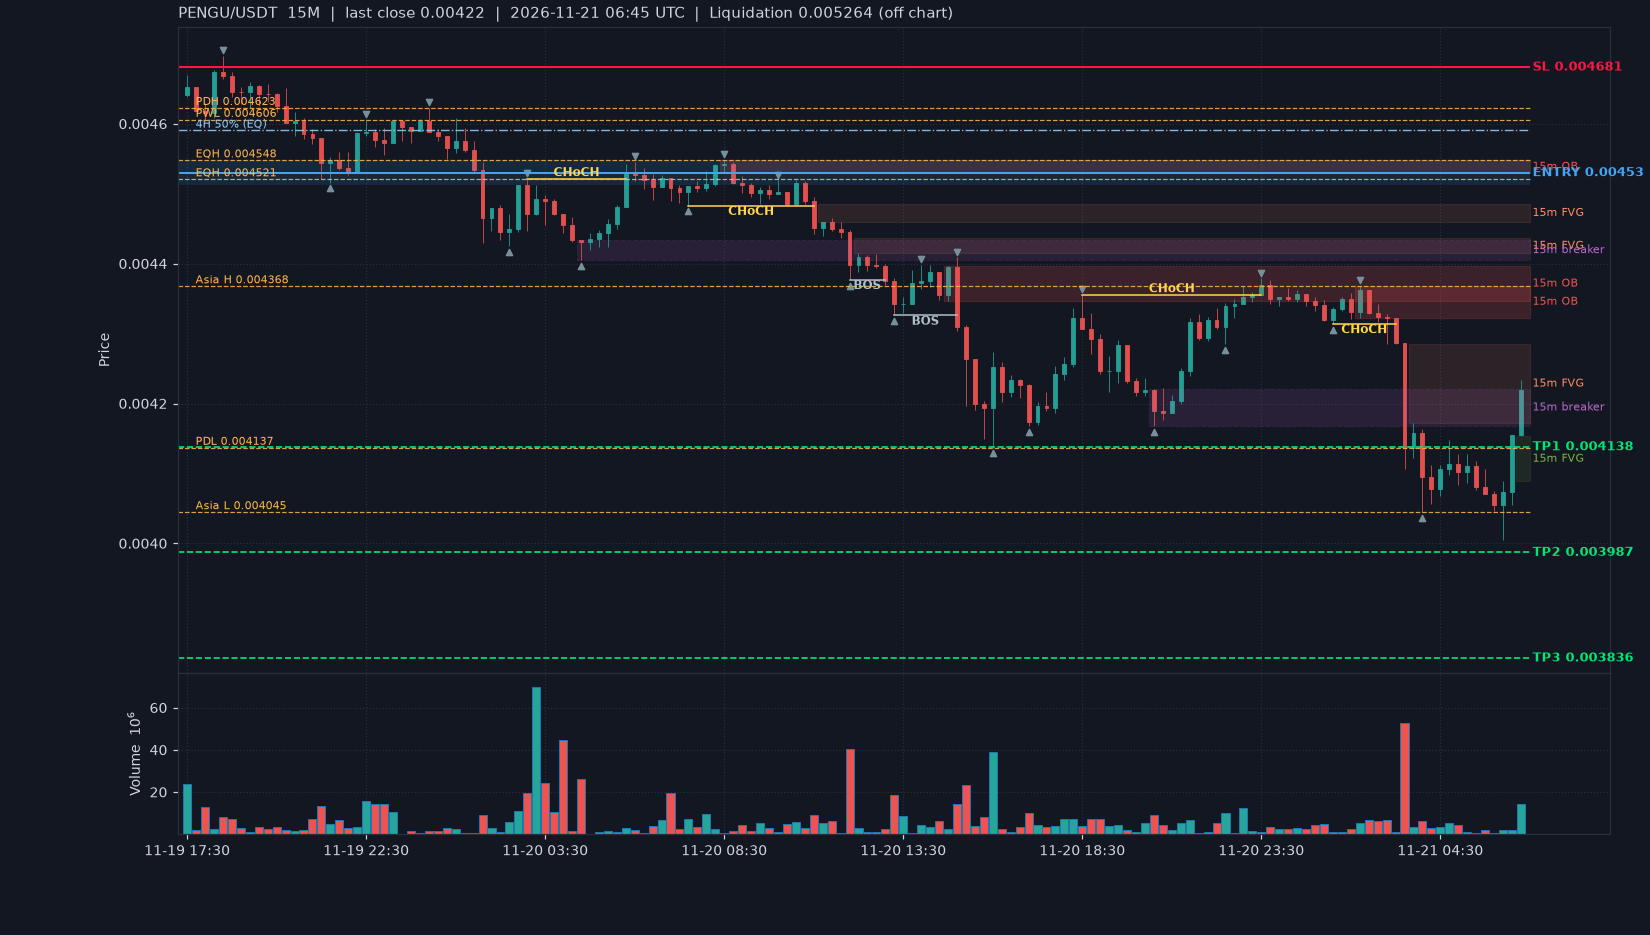 PENGU/USDT  15M  |  last close 0.00422  |  2026-11-21 06:45 UTC  |  Liquidation 0.005264 (off chart)
SL 0.004681
PDH 0.004623
PWL 0.004606
0.0046
4H 50% (EQ)
EQH 0.004548
15m OB
EQH 0.004521
CHoCH
ENTRY 0.00453
CHoCH
15m FVG
15m FVG
15m breaker
Asia H 0.004368
0.0044
BOS
CHoCH
15m OB
15m OB
BOS
CHoCH
Price
15m FVG
0.0042
15m breaker
PDL 0.004137
TP1 0.004138
15m FVG
Asia L 0.004045
0.0040
TP2 0.003987
TP3 0.003836
Volume 10⁶
60
40
20
11-19 17:30
11-19 22:30
11-20 03:30
11-20 08:30
11-20 13:30
11-20 18:30
11-20 23:30
11-21 04:30